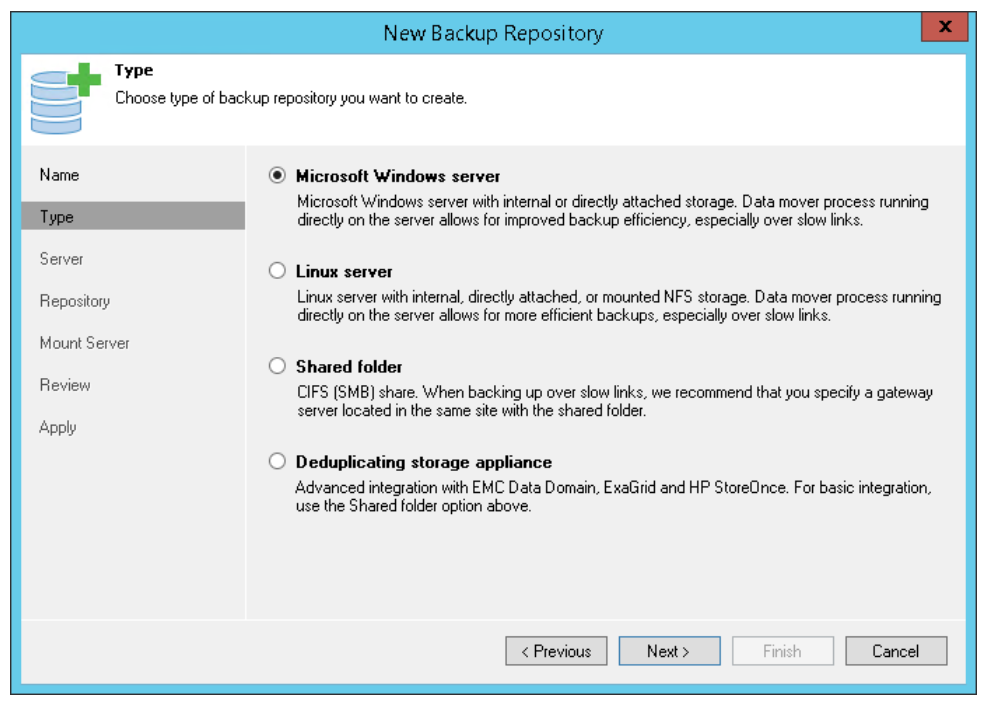 New Backup Repository
x
Type
Choose type of backup repository you want to create.
Name
Type
Server
Repository
Mount Server
Review
Apply
Microsoft Windows server
Microsoft Windows server with internal or directly attached storage. Data mover process running
directly on the server allows for improved backup efficiency, especially over slow links.
Linux server
Linux server with internal, directly attached, or mounted NFS storage. Data mover process running
directly on the server allows for more efficient backups, especially over slow links.
Shared folder
CIFS (SMB) share. When backing up over slow links, we recommend that you specify a gateway
server located in the same site with the shared folder.
Deduplicating storage appliance
Advanced integration with EMC Data Domain, ExaGrid and HP StoreOnce. For basic integration,
use the Shared folder option above.
< Previous
Next >
Finish
Cancel